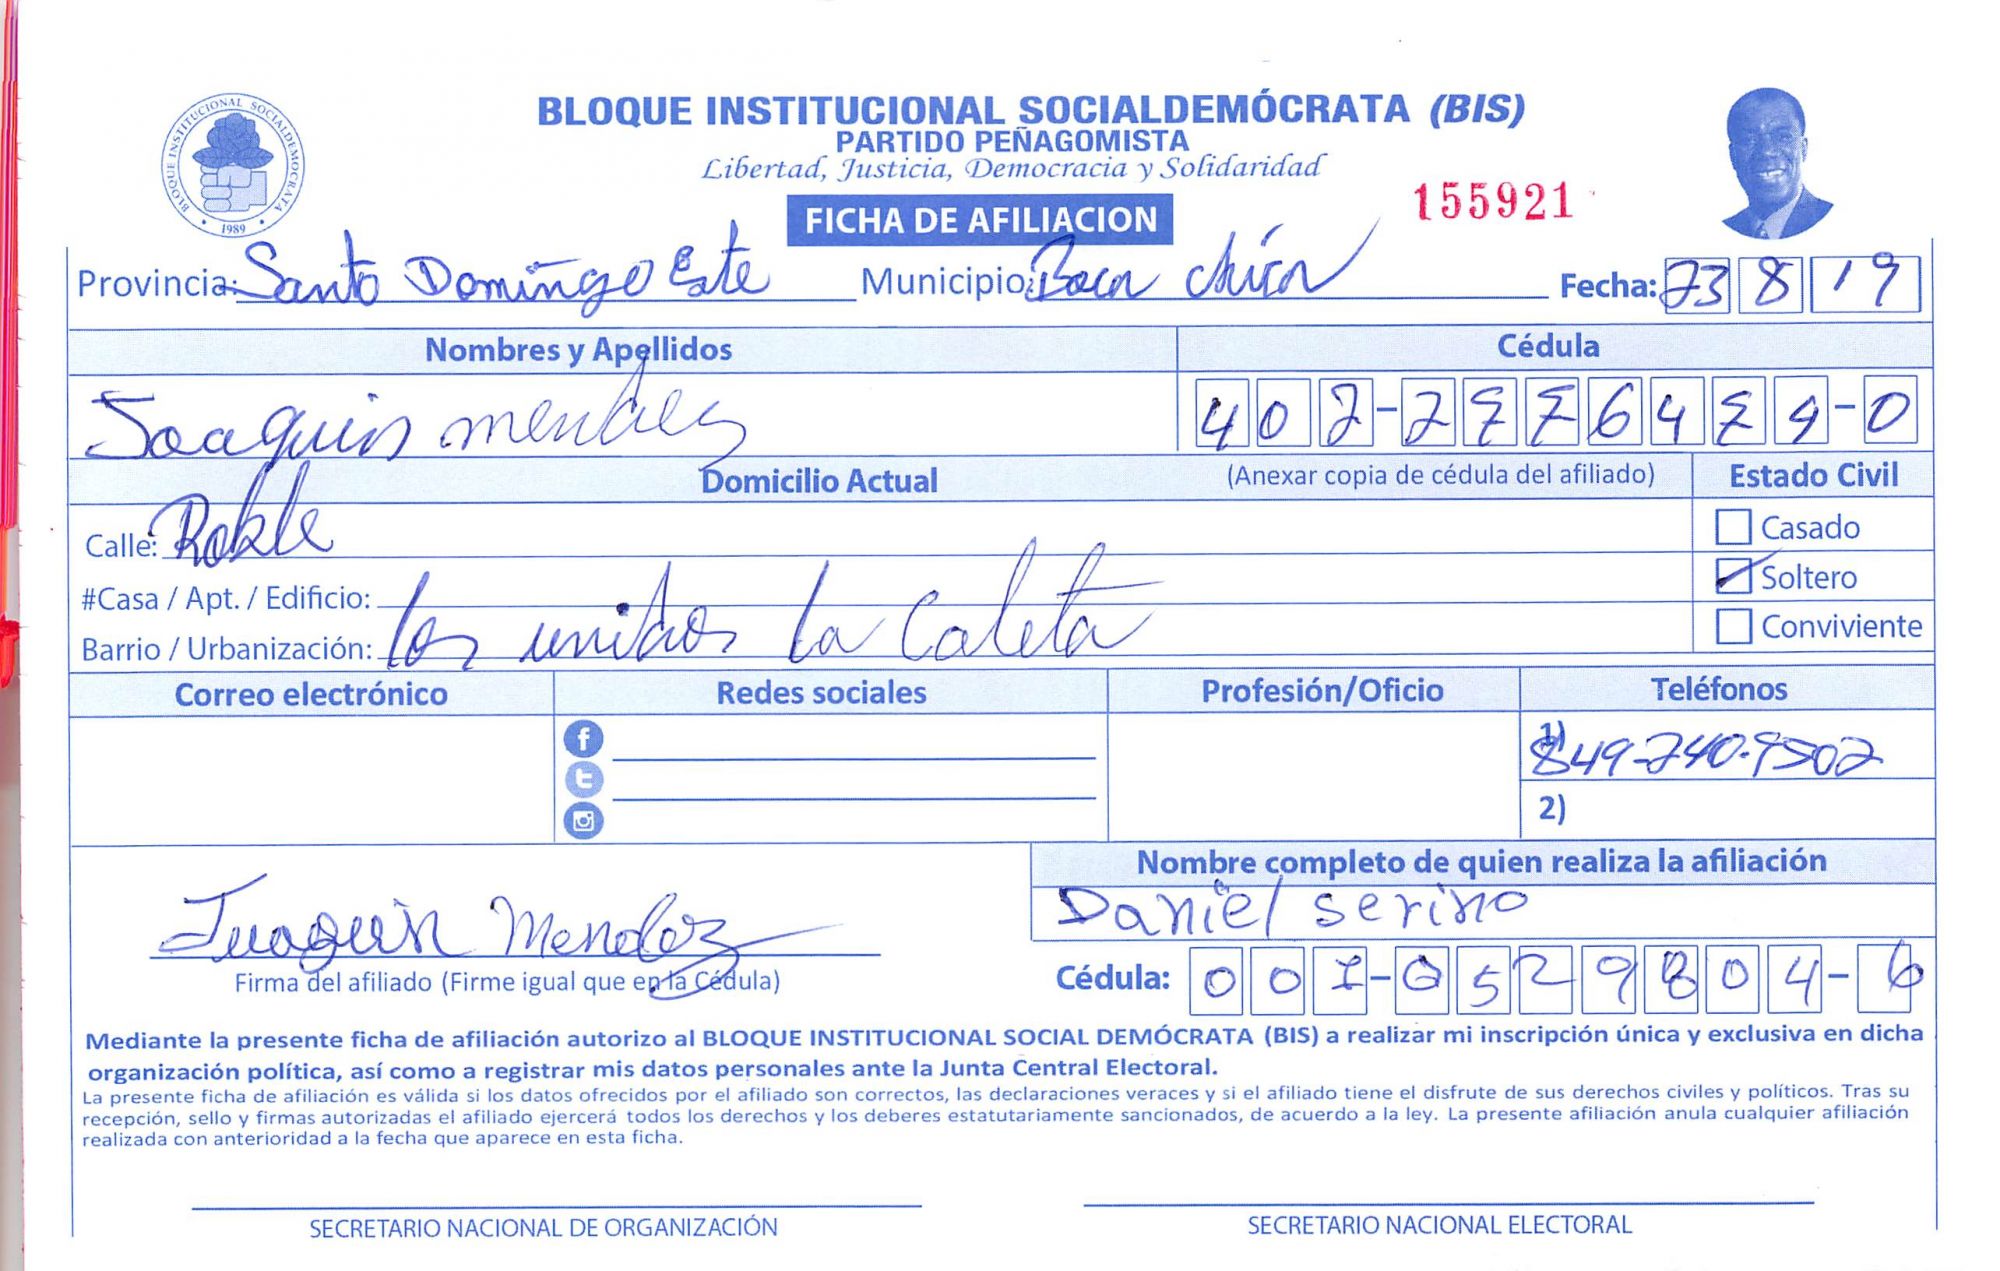 BLOQUE INSTITUCIONAL SOCIALDEMÓCRATA (BIS)
PARTIDO PEÑAGOMISTA
Libertad, Justicia, Democracia y Solidaridad
BLOQUE INSTITUCIONAL SOCIALDEMOCRATA
1989
155921
FICHA DE AFILIACION
Provincia: Santo Domingo Este Municipio: Boca chica Fecha: 23 8 19
Nombres y Apellidos Cédula
Joaquin mendez 402-2777647 9-0
Domicilio Actual (Anexar copia de cédula del afiliado) Estado Civil
Calle: Roble Casado
#Casa / Apt. / Edificio: Soltero
Barrio / Urbanización: los unidos la Caleta Conviviente
Correo electrónico Redes sociales Profesión/Oficio Teléfonos
1) 849-240-9502
2)
Nombre completo de quien realiza la afiliación
Daniel serino
Juaquin Mendez
Firma del afiliado (Firme igual que en la Cédula) Cédula: 001-0529804-6
Mediante la presente ficha de afiliación autorizo al BLOQUE INSTITUCIONAL SOCIAL DEMÓCRATA (BIS) a realizar mi inscripción única y exclusiva en dicha
organización política, así como a registrar mis datos personales ante la Junta Central Electoral.
La presente ficha de afiliación es válida si los datos ofrecidos por el afiliado son correctos, las declaraciones veraces y si el afiliado tiene el disfrute de sus derechos civiles y políticos. Tras su
recepción, sello y firmas autorizadas el afiliado ejercerá todos los derechos y los deberes estatutariamente sancionados, de acuerdo a la ley. La presente afiliación anula cualquier afiliación
realizada con anterioridad a la fecha que aparece en esta ficha.
SECRETARIO NACIONAL DE ORGANIZACIÓN SECRETARIO NACIONAL ELECTORAL